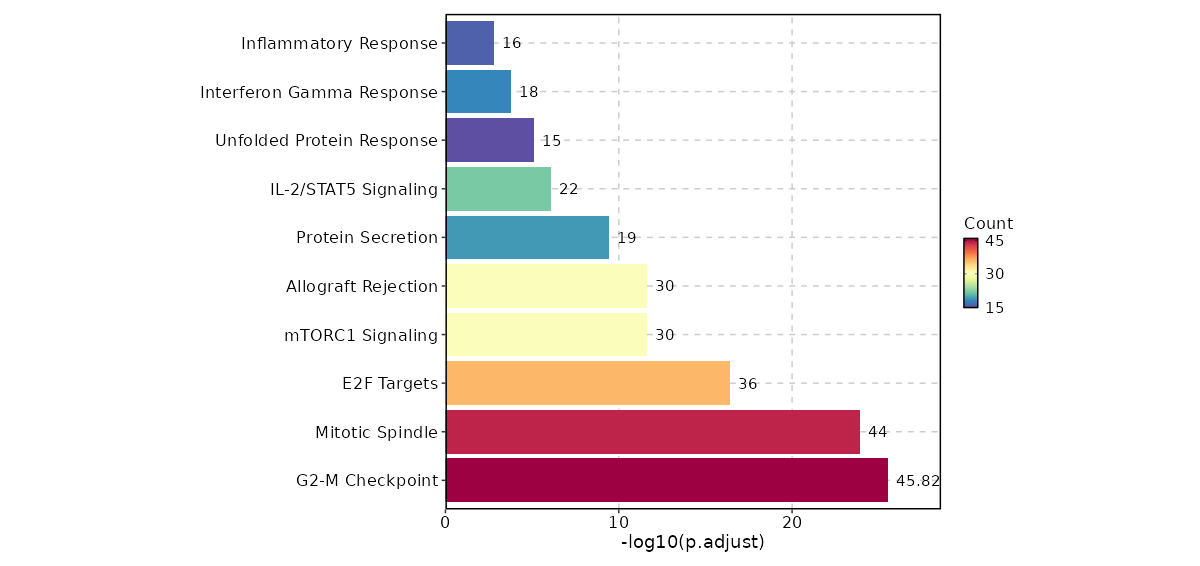 Inflammatory Response
16
Interferon Gamma Response
18
Unfolded Protein Response
15
IL-2/STAT5 Signaling
22
Protein Secretion
19
Allograft Rejection
30
mTORC1 Signaling
30
E2F Targets
36
Mitotic Spindle
44
G2-M Checkpoint
45.82
0 10 20
-log10(p.adjust)
Count
45
30
15